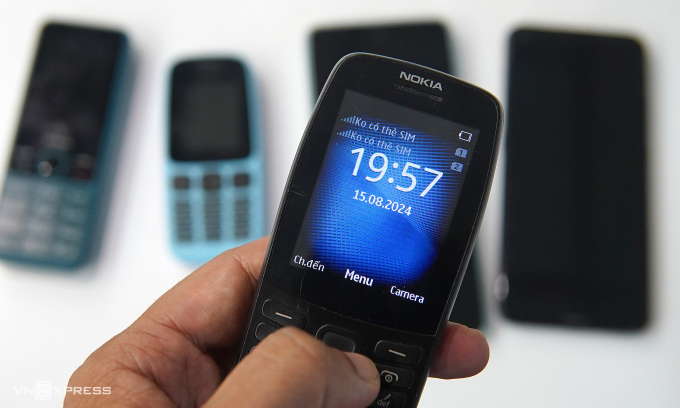 NOKIA
Ko có thẻ SIM
Ko có thẻ SIM
1
2
19:57
15.08.2024
Ch.đến
Menu
Camera
def
VNEXPRESS